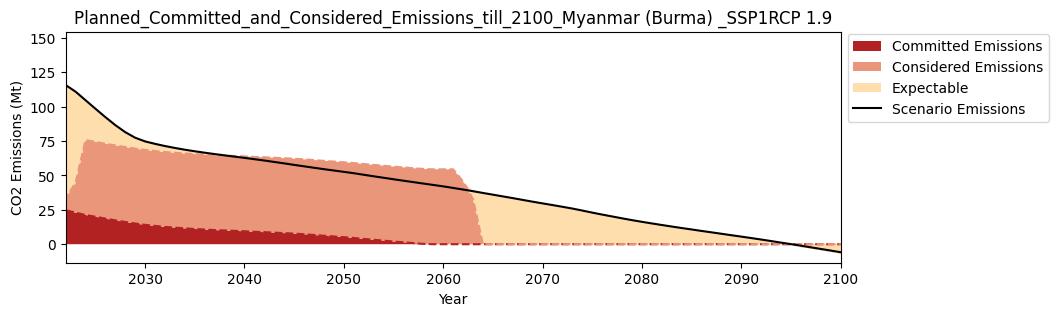 Planned_Committed_and_Considered_Emissions_till_2100_Myanmar (Burma) _SSP1RCP 1.9
150
125
100
75
50
25
0
CO2 Emissions (Mt)
2030
2040
2050
2060
2070
2080
2090
2100
Year
Committed Emissions
Considered Emissions
Expectable
Scenario Emissions